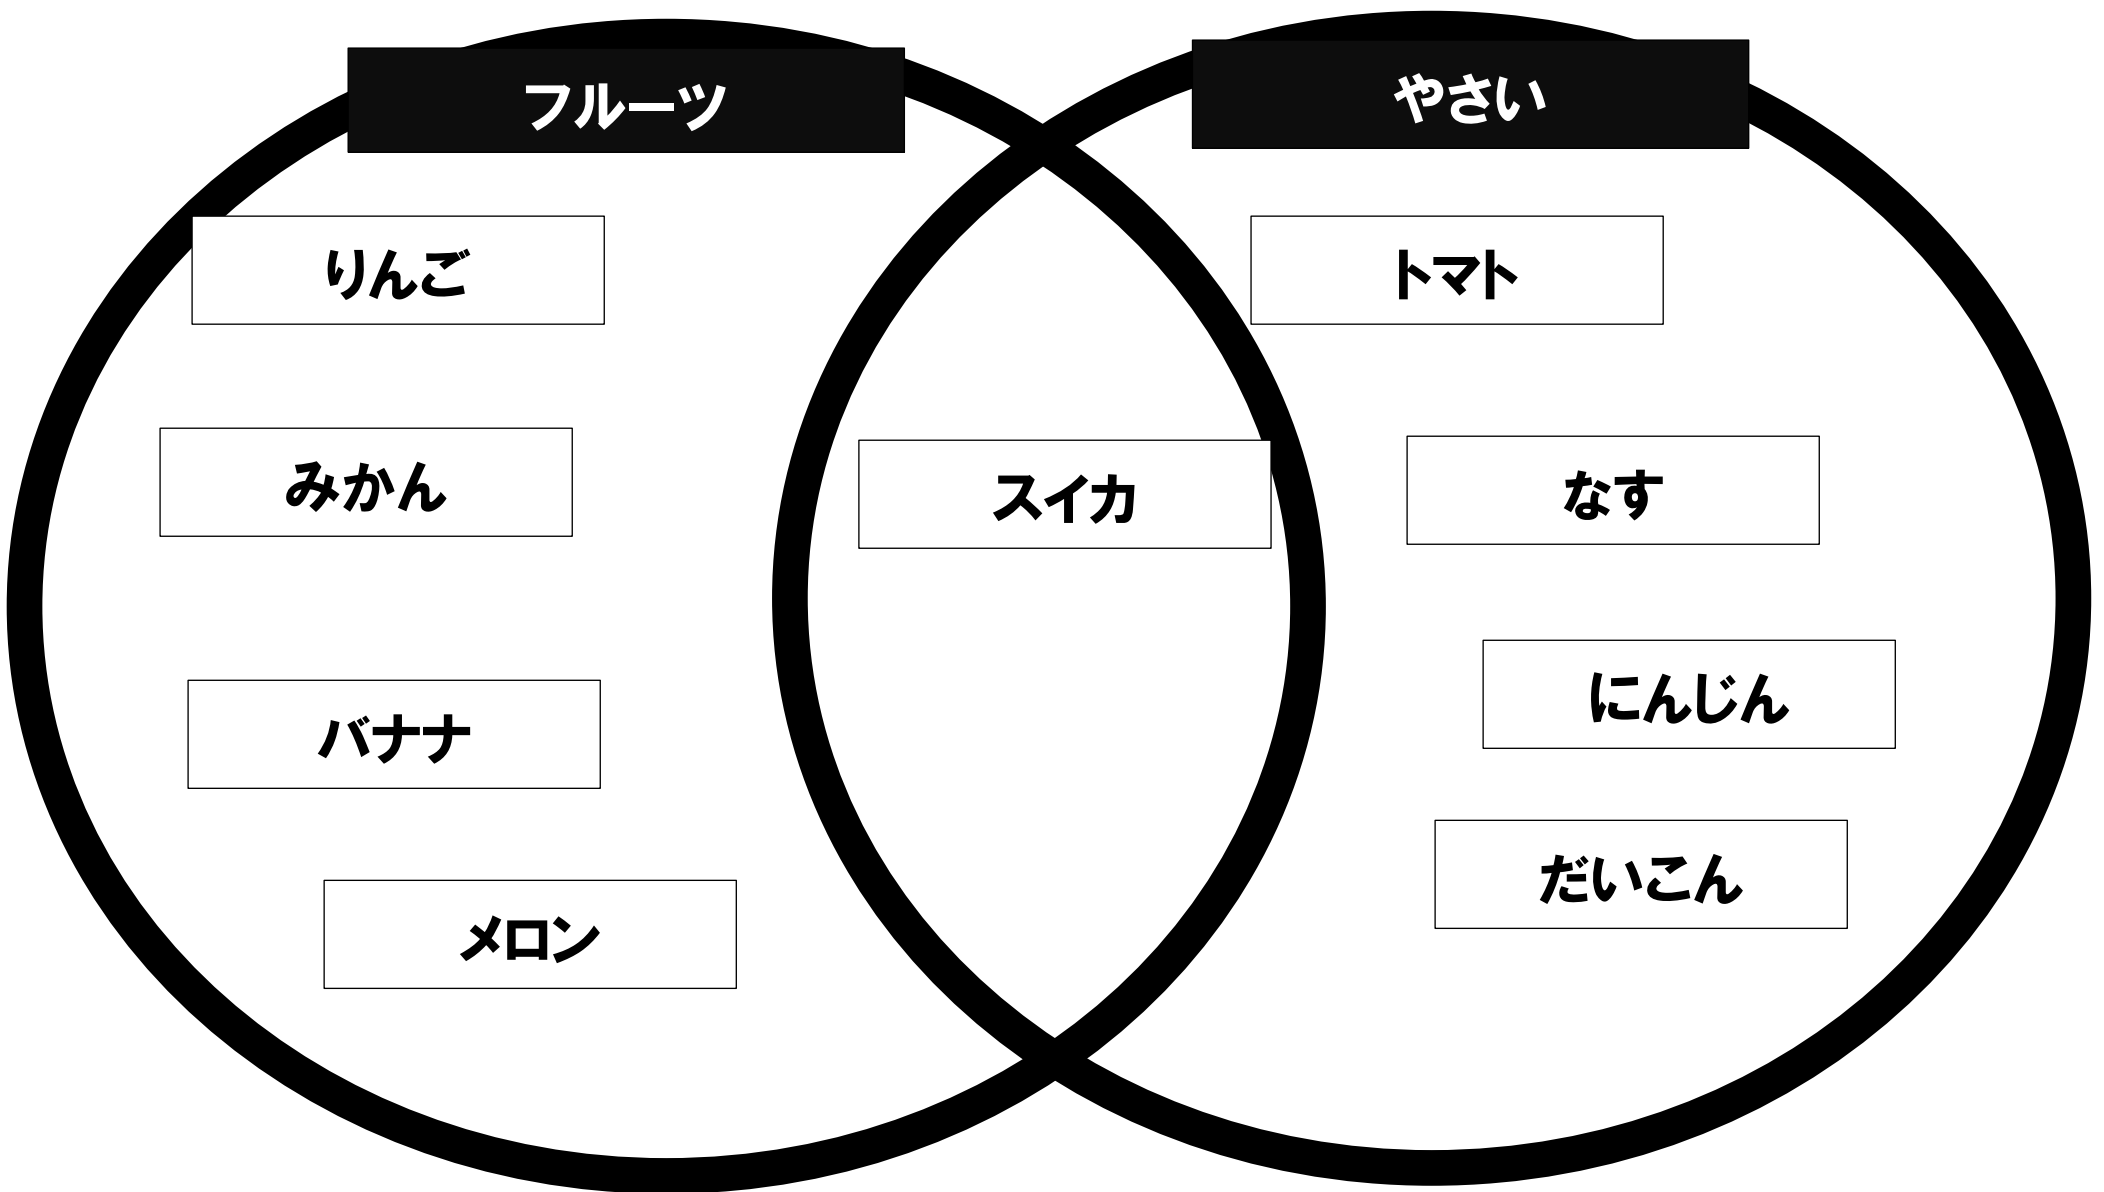 フルーツ
やさい
りんご
トマト
みかん
スイカ
なす
バナナ
にんじん
メロン
だいこん